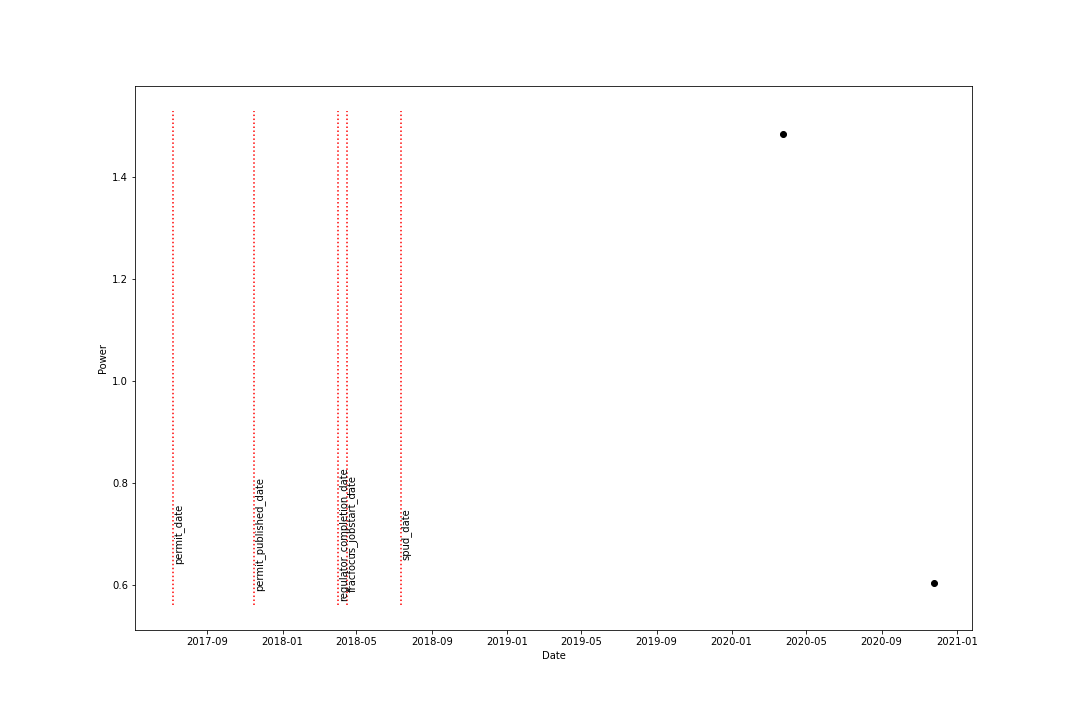 1.4
1.2
1.0
0.8
0.6
Power
permit_date
permit_published_date
regulator_completion_date
fracfocus_jobstart_date
spud_date
2017-09 2018-01 2018-05 2018-09 2019-01 2019-05 2019-09 2020-01 2020-05 2020-09 2021-01
Date